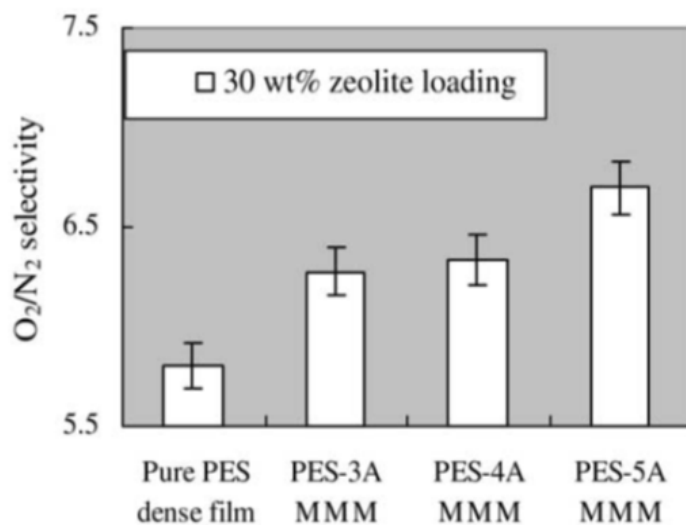 7.5
30 wt% zeolite loading
O₂/N₂ selectivity
6.5
5.5
Pure PES
dense film
PES-3A
MMM
PES-4A
MMM
PES-5A
MMM